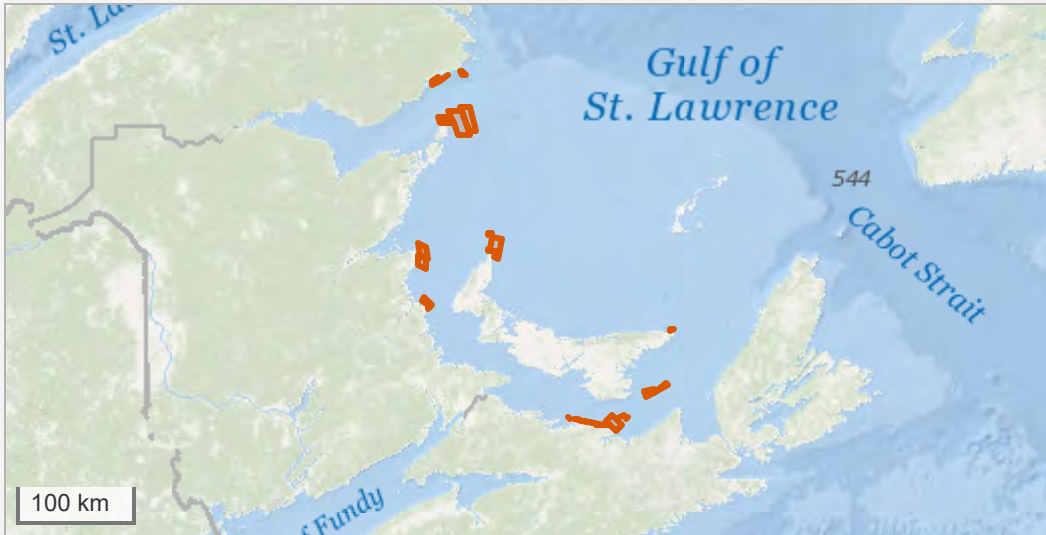 St. La
Gulf of
St. Lawrence
544
Cabot Strait
100 km
f Fundy